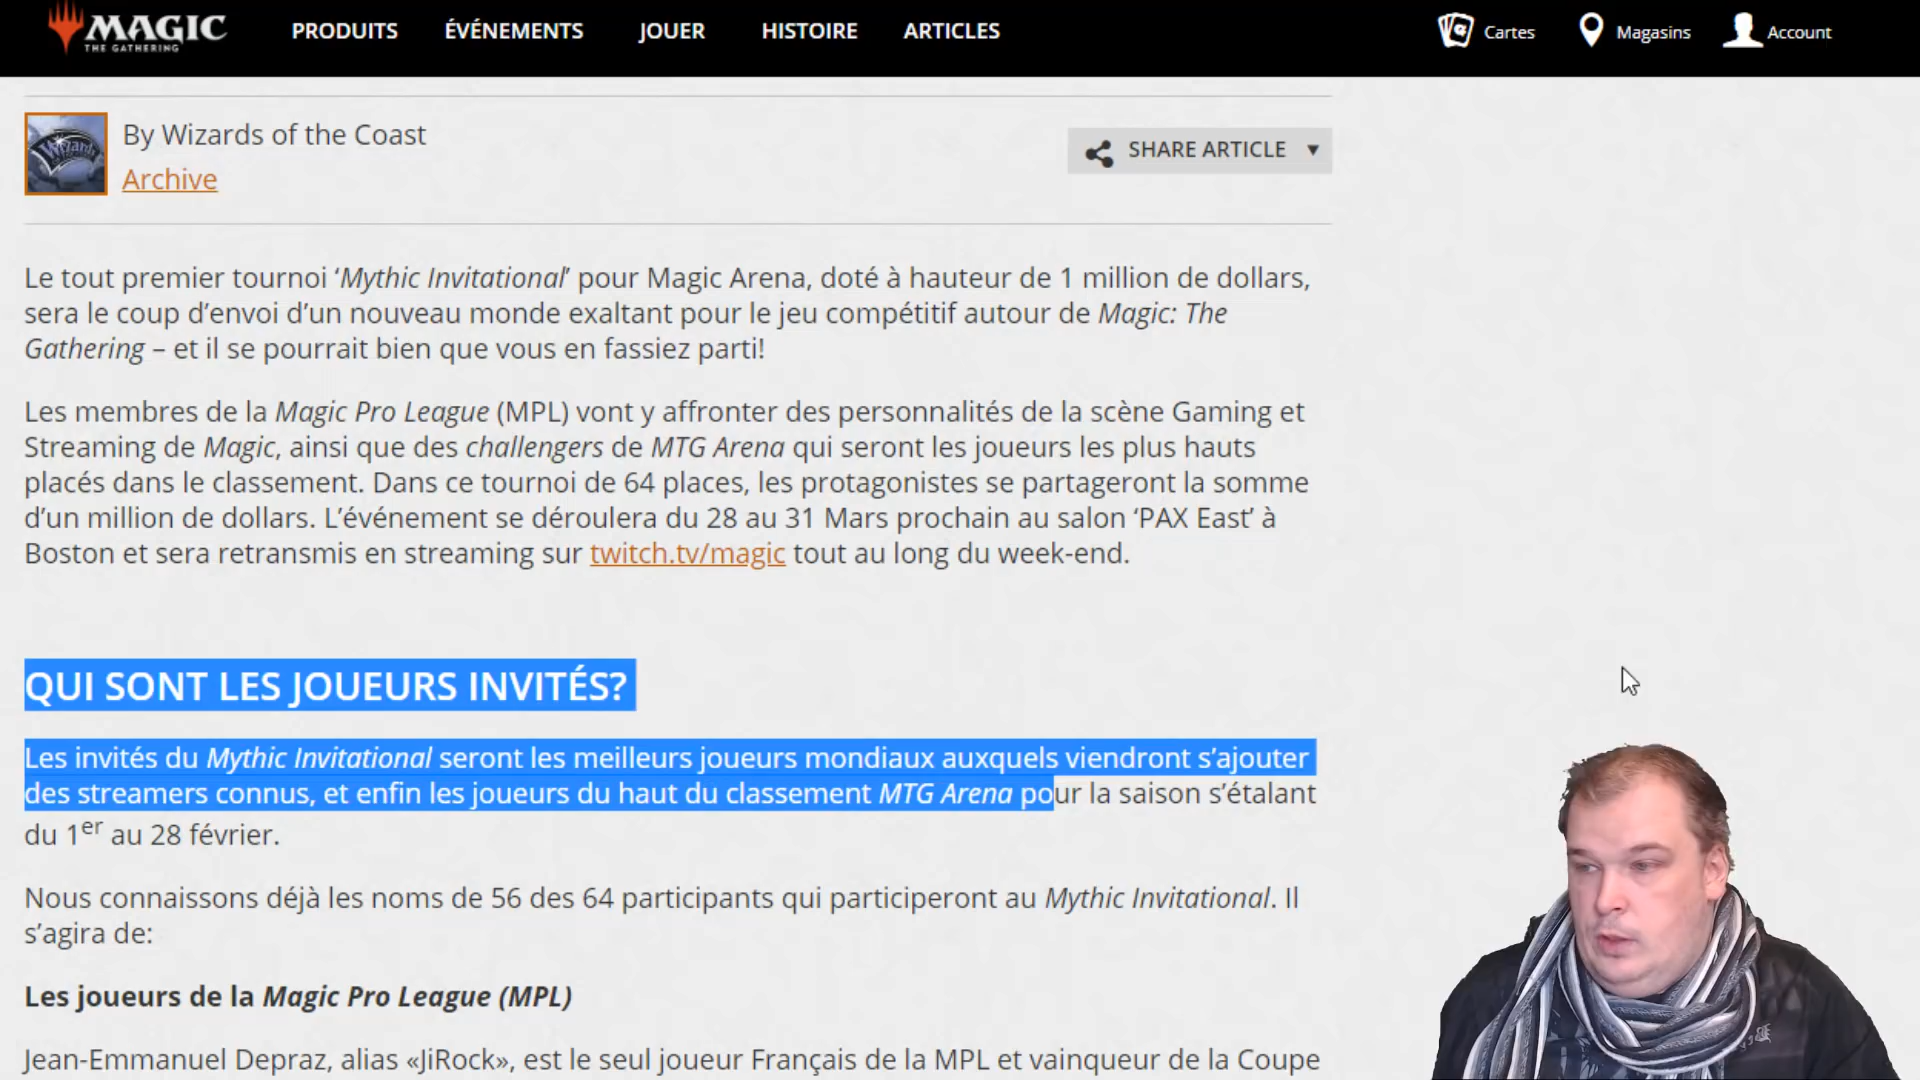 MAGIC
THE GATHERING
PRODUITS
ÉVÉNEMENTS
JOUER
HISTOIRE
ARTICLES
Cartes
Magasins
Account
Wizards
By Wizards of the Coast
Archive
SHARE ARTICLE
Le tout premier tournoi ‘Mythic Invitational’ pour Magic Arena, doté à hauteur de 1 million de dollars,
sera le coup d’envoi d’un nouveau monde exaltant pour le jeu compétitif autour de Magic: The
Gathering – et il se pourrait bien que vous en fassiez parti!
Les membres de la Magic Pro League (MPL) vont y affronter des personnalités de la scène Gaming et
Streaming de Magic, ainsi que des challengers de MTG Arena qui seront les joueurs les plus hauts
placés dans le classement. Dans ce tournoi de 64 places, les protagonistes se partageront la somme
d’un million de dollars. L’événement se déroulera du 28 au 31 Mars prochain au salon ‘PAX East’ à
Boston et sera retransmis en streaming sur twitch.tv/magic tout au long du week-end.
QUI SONT LES JOUEURS INVITÉS?
Les invités du Mythic Invitational seront les meilleurs joueurs mondiaux auxquels viendront s’ajouter
des streamers connus, et enfin les joueurs du haut du classement MTG Arena pour la saison s’étalant
du 1er au 28 février.
Nous connaissons déjà les noms de 56 des 64 participants qui participeront au Mythic Invitational. Il
s’agira de:
Les joueurs de la Magic Pro League (MPL)
Jean-Emmanuel Depraz, alias «JiRock», est le seul joueur Français de la MPL et vainqueur de la Coupe